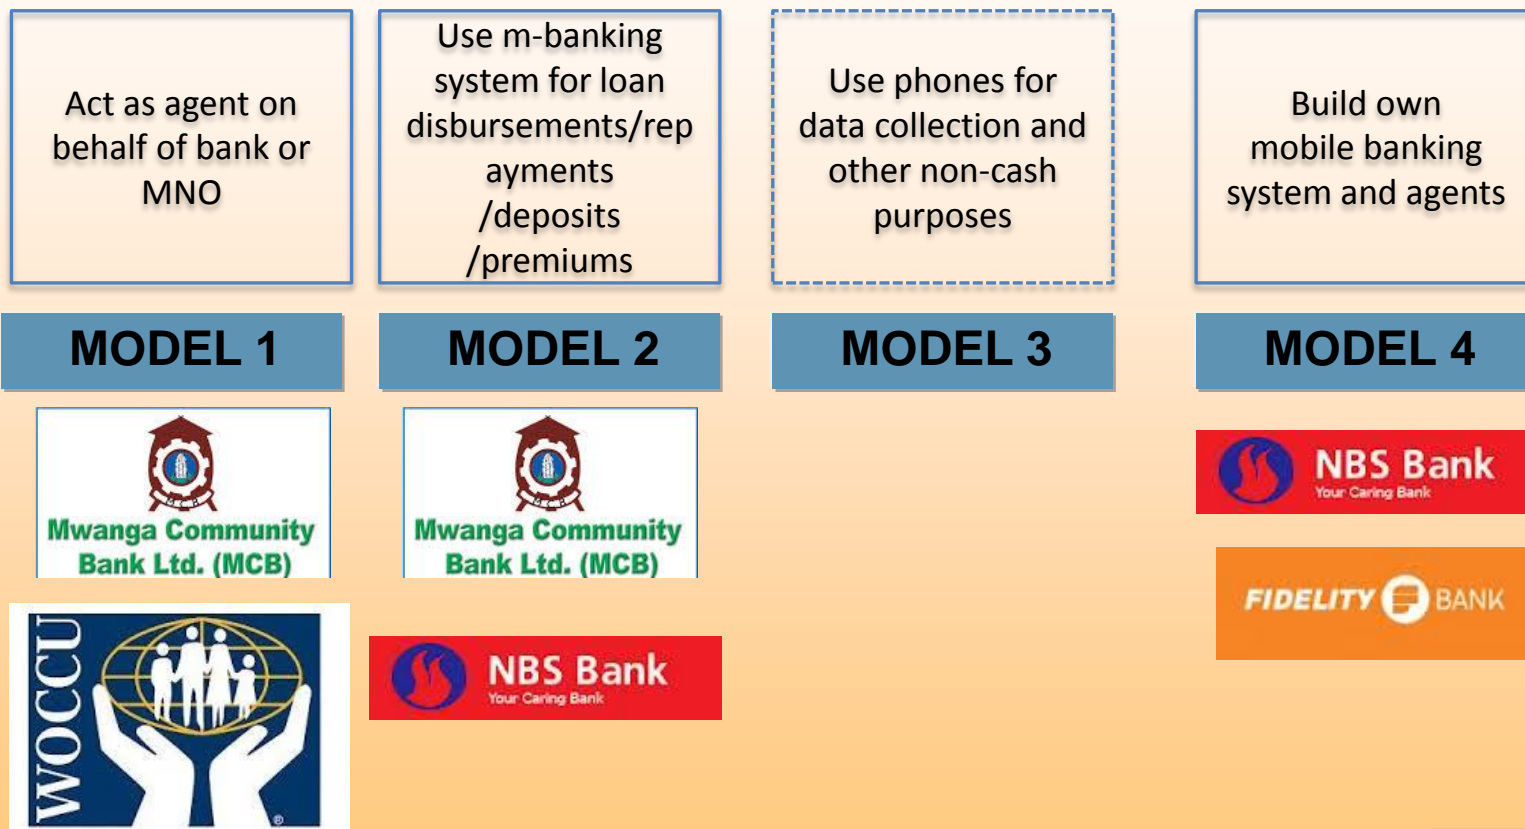 Act as agent on
behalf of bank or
MNO
Use m-banking
system for loan
disbursements/rep
ayments
/deposits
/premiums
Use phones for
data collection and
other non-cash
purposes
Build own
mobile banking
system and agents
MODEL 1
MODEL 2
MODEL 3
MODEL 4
MCB
Mwanga Community
Bank Ltd. (MCB)
MCB
Mwanga Community
Bank Ltd. (MCB)
NBS Bank
Your Caring Bank
FIDELITY BANK
WOCCU
®
NBS Bank
Your Caring Bank